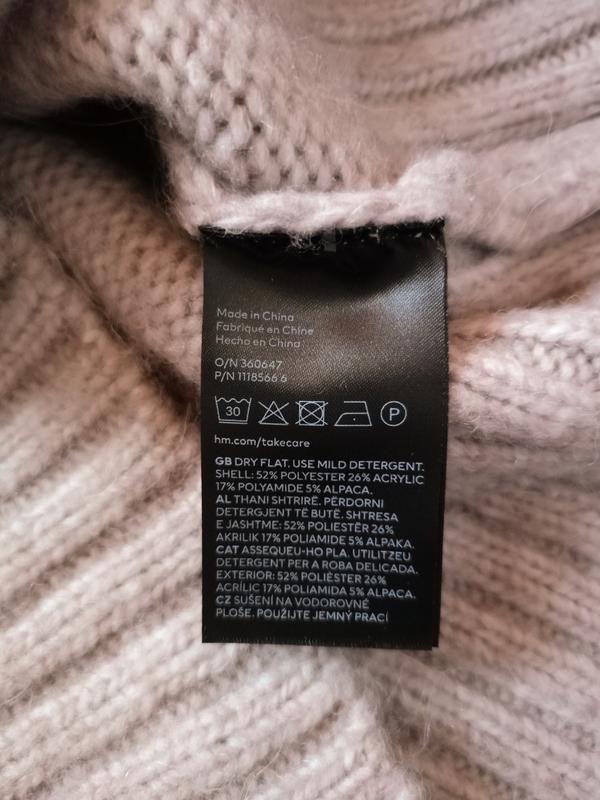 Made in China
Fabriqué en Chine
Hecho en China
O/N 360647
P/N 1118566 6
30
P
hm.com/takecare
GB DRY FLAT. USE MILD DETERGENT.
SHELL: 52% POLYESTER 26% ACRYLIC
17% POLYAMIDE 5% ALPACA.
AL THANI SHTRIRË. PËRDORNI
DETERGJENT TË BUTË. SHTRESA
E JASHTME: 52% POLIESTËR 26%
AKRILIK 17% POLIAMIDE 5% ALPAKA.
CAT ASSEQUEU-HO PLA. UTILITZEU
DETERGENT PER A ROBA DELICADA.
EXTERIOR: 52% POLIÈSTER 26%
ACRÍLIC 17% POLIAMIDA 5% ALPACA.
CZ SUŠENÍ NA VODOROVNÉ
PLOŠE. POUŽIJTE JEMNÝ PRACÍ